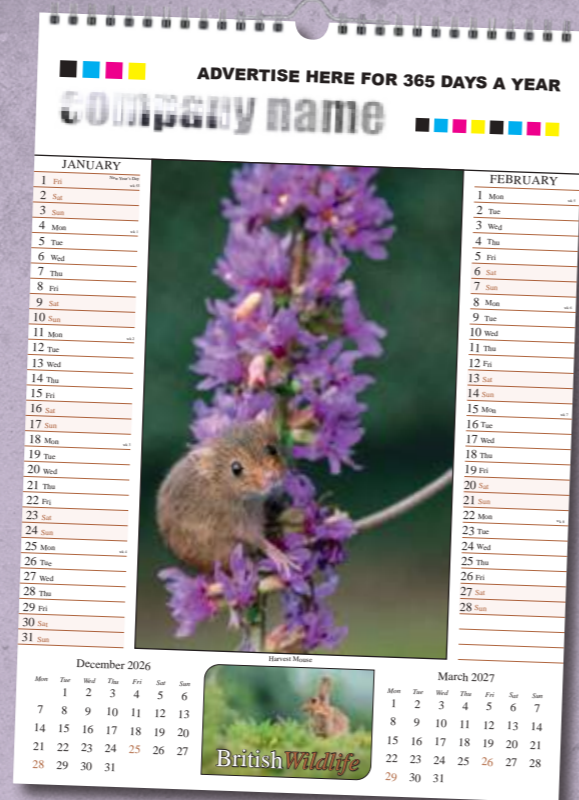 ADVERTISE HERE FOR 365 DAYS A YEAR
company name
JANUARY
1 Fri New Year's Day
2 Sat
3 Sun
4 Mon
5 Tue
6 Wed
7 Thu
8 Fri
9 Sat
10 Sun
11 Mon
12 Tue
13 Wed
14 Thu
15 Fri
16 Sat
17 Sun
18 Mon
19 Tue
20 Wed
21 Thu
22 Fri
23 Sat
24 Sun
25 Mon
26 Tue
27 Wed
28 Thu
29 Fri
30 Sat
31 Sun
FEBRUARY
1 Mon
2 Tue
3 Wed
4 Thu
5 Fri
6 Sat
7 Sun
8 Mon
9 Tue
10 Wed
11 Thu
12 Fri
13 Sat
14 Sun
15 Mon
16 Tue
17 Wed
18 Thu
19 Fri
20 Sat
21 Sun
22 Mon
23 Tue
24 Wed
25 Thu
26 Fri
27 Sat
28 Sun
Harvest Mouse
December 2026
Mon Tue Wed Thu Fri Sat Sun
1 2 3 4 5 6
7 8 9 10 11 12 13
14 15 16 17 18 19 20
21 22 23 24 25 26 27
28 29 30 31
British Wildlife
March 2027
Mon Tue Wed Thu Fri Sat Sun
1 2 3 4 5 6 7
8 9 10 11 12 13 14
15 16 17 18 19 20 21
22 23 24 25 26 27 28
29 30 31